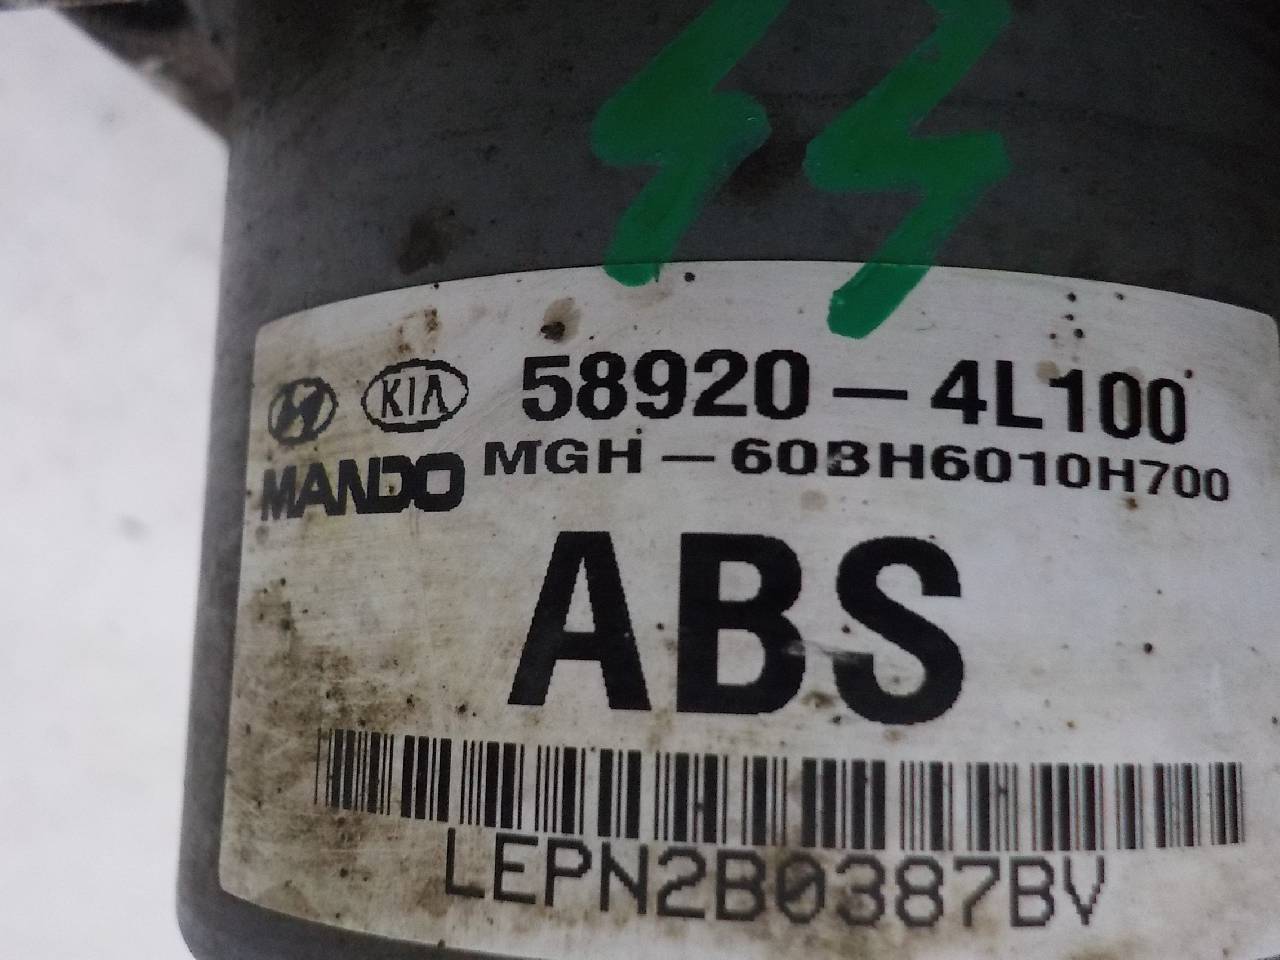 KIA 58920-4L100
MANDO MGH-60BH6010H700
ABS
LEPN2B0387BV